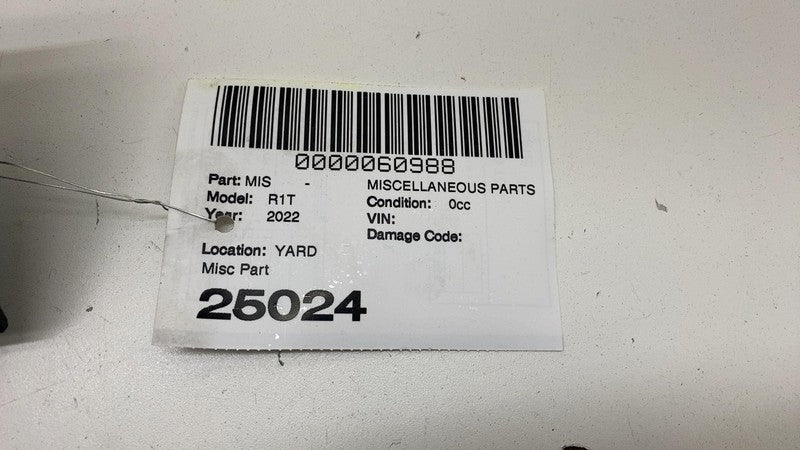 0000060988
Part: MIS - MISCELLANEOUS PARTS
Model: R1T Condition: 0cc
Year: 2022 VIN:
Damage Code:
Location: YARD
Misc Part
25024